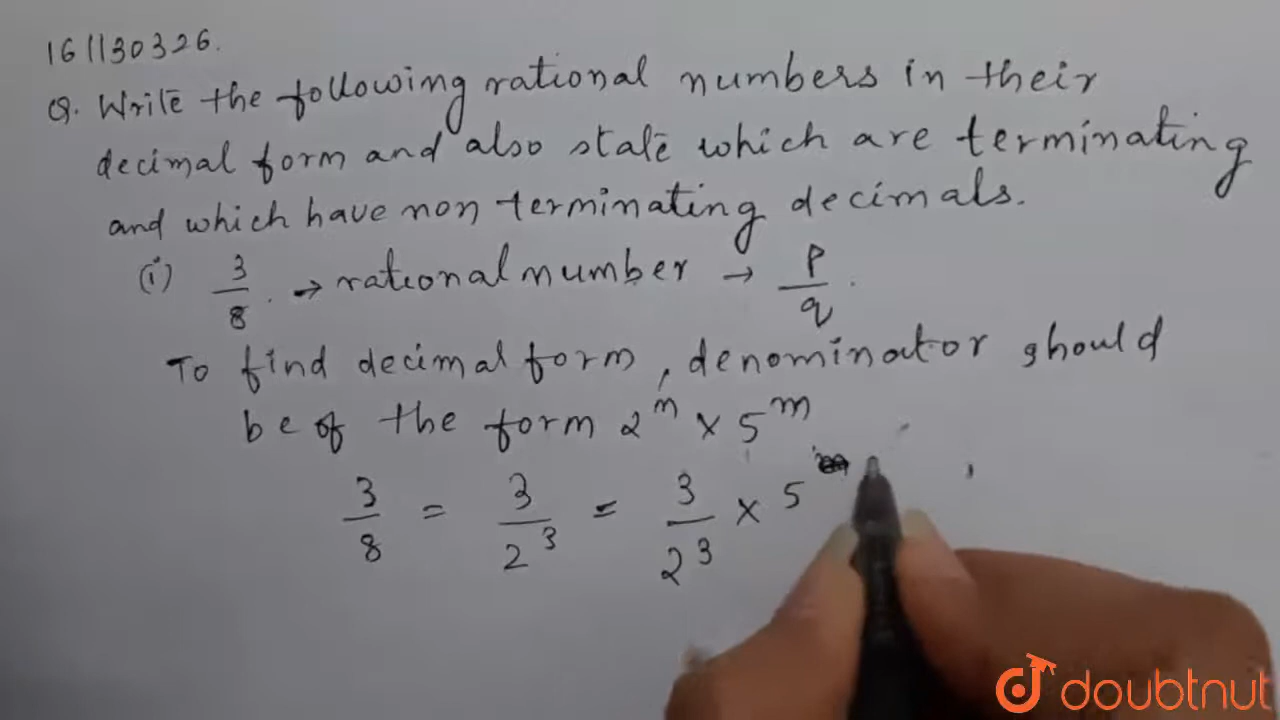 161130326.
Q. Write the following rational numbers in their
decimal form and also state which are terminating
and which have non terminating decimals.
(i) 3/8. → rational number → p/q.
To find decimal form, denominator should
be of the form 2^n × 5^m
3/8 = 3/2^3 = 3/2^3 × 5
doubtnut